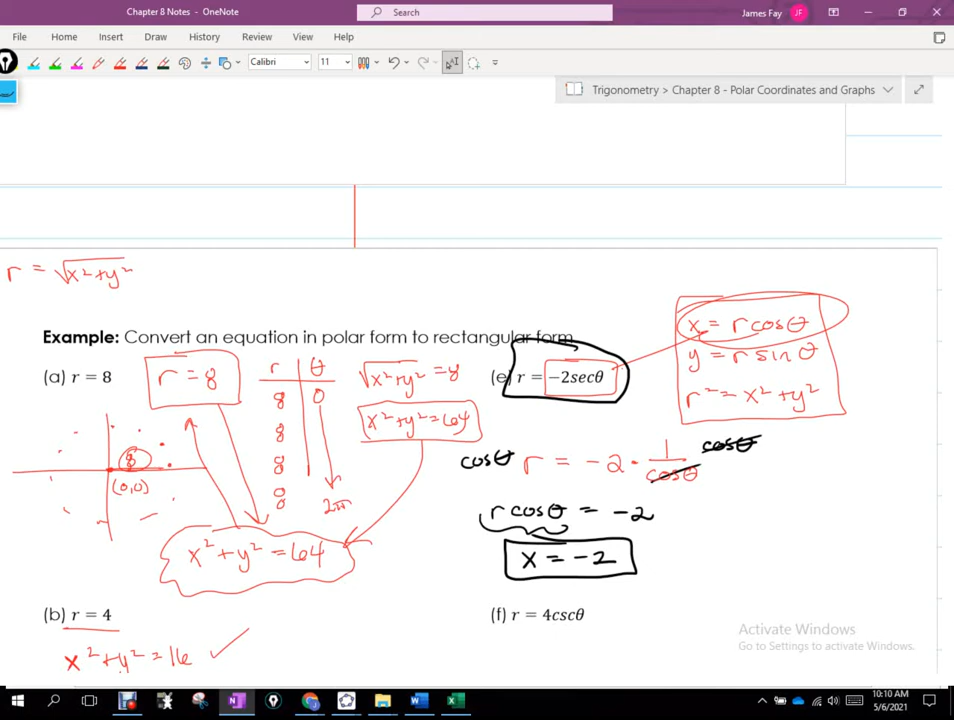 Chapter 8 Notes - OneNote
Search
James Fay
JF
File Home Insert Draw History Review View Help
Calibri 11
Trigonometry > Chapter 8 - Polar Coordinates and Graphs
r = √x²+y²
Example: Convert an equation in polar form to rectangular form
(a) r = 8
r = 8
r θ
8 0
8
8
8 2π
√x²+y² = 8
x²+y² = 64
8
(0,0)
x² + y² = 64
(b) r = 4
x² + y² = 16
(e) r = −2secθ
x = r cosθ
y = r sin θ
r² = x² + y²
cosθ r = -2 · 1/cosθ cosθ
r cosθ = -2
x = -2
(f) r = 4cscθ
Activate Windows
Go to Settings to activate Windows.
10:10 AM
5/6/2021